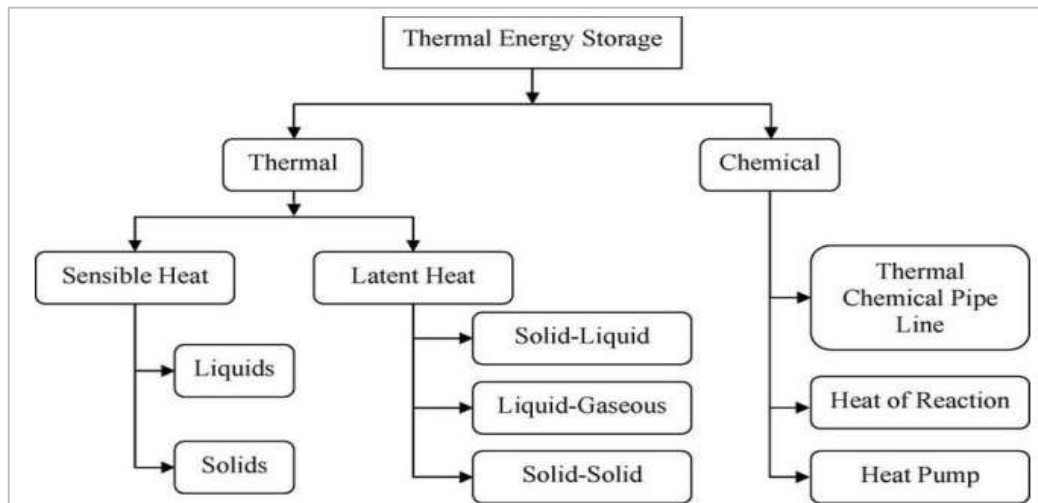 Thermal Energy Storage
Thermal
Chemical
Sensible Heat
Latent Heat
Thermal
Chemical Pipe
Line
Solid-Liquid
Liquids
Liquid-Gaseous
Heat of Reaction
Solids
Solid-Solid
Heat Pump